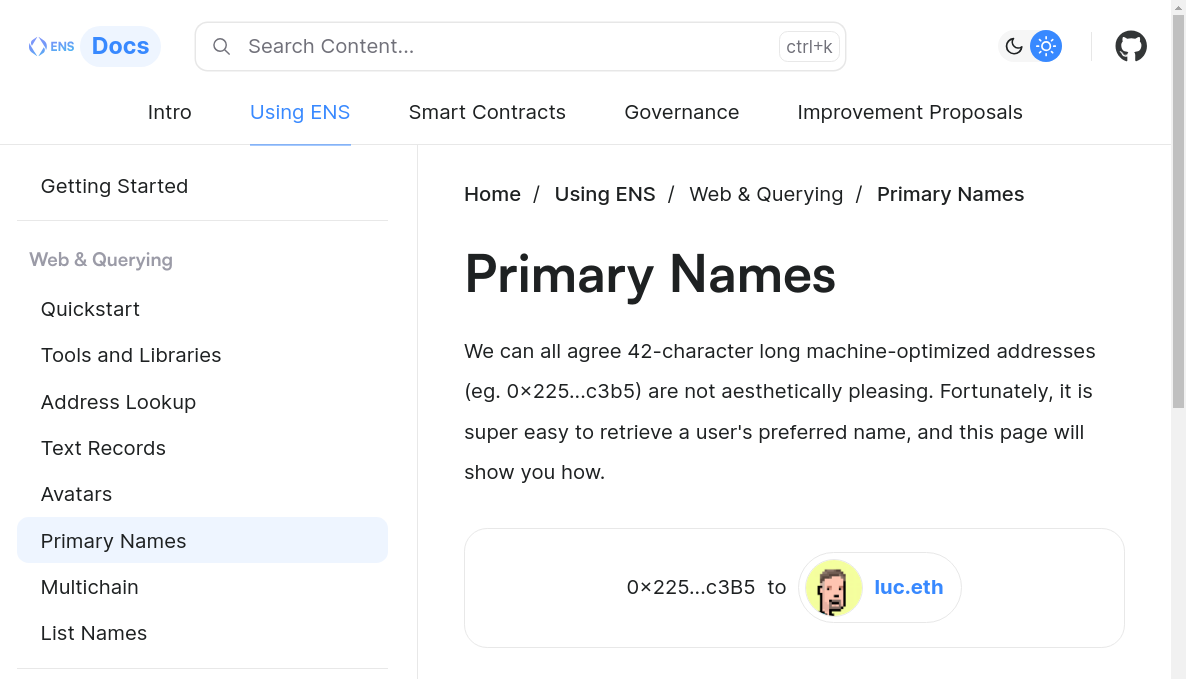 ENS Docs
Search Content...
ctrl+k
Intro
Using ENS
Smart Contracts
Governance
Improvement Proposals
Getting Started
Web & Querying
Quickstart
Tools and Libraries
Address Lookup
Text Records
Avatars
Primary Names
Multichain
List Names
Home / Using ENS / Web & Querying / Primary Names
Primary Names
We can all agree 42-character long machine-optimized addresses
(eg. 0x225...c3b5) are not aesthetically pleasing. Fortunately, it is
super easy to retrieve a user's preferred name, and this page will
show you how.
0x225...c3B5 to luc.eth